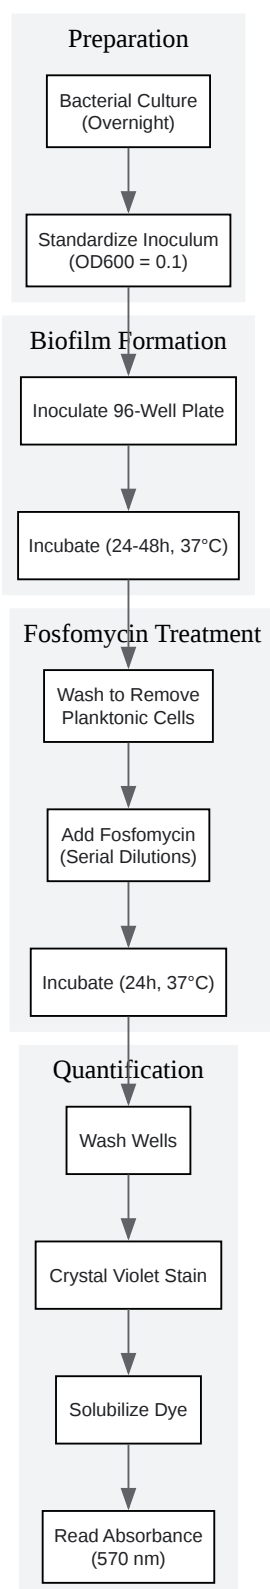 Preparation
Bacterial Culture
(Overnight)
Standardize Inoculum
(OD600 = 0.1)
Biofilm Formation
Inoculate 96-Well Plate
Incubate (24-48h, 37°C)
Fosfomycin Treatment
Wash to Remove
Planktonic Cells
Add Fosfomycin
(Serial Dilutions)
Incubate (24h, 37°C)
Quantification
Wash Wells
Crystal Violet Stain
Solubilize Dye
Read Absorbance
(570 nm)